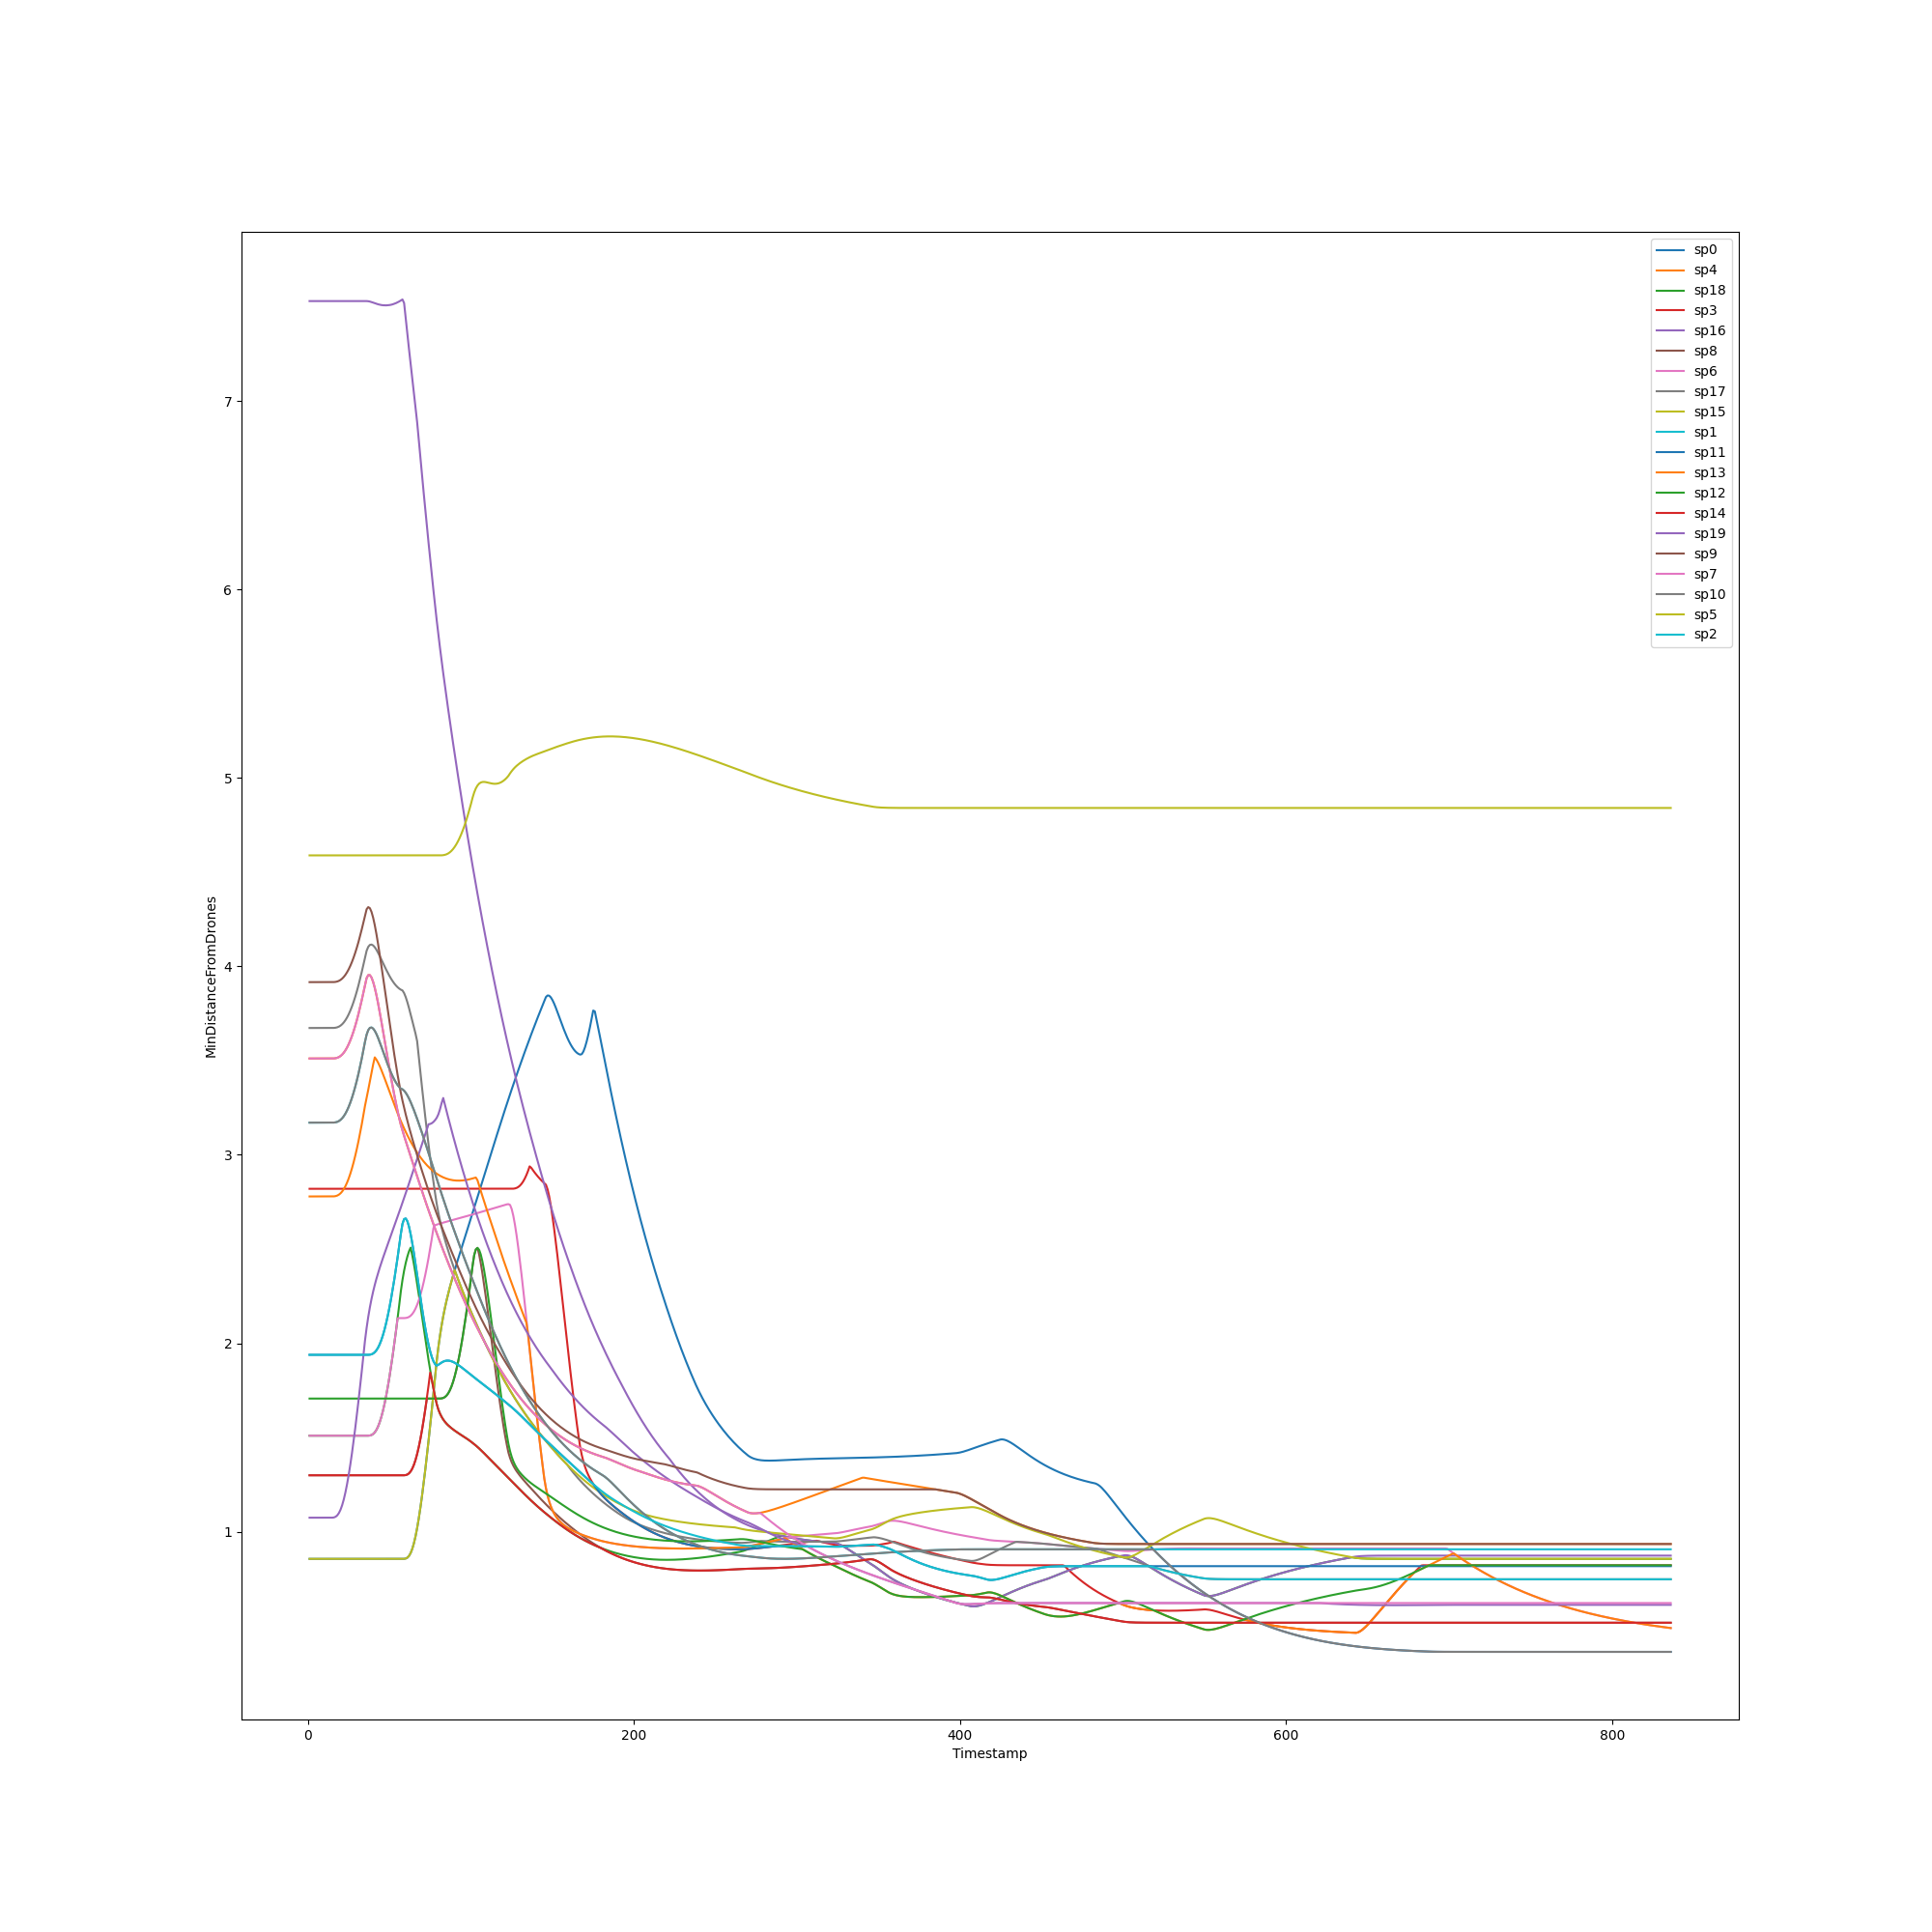 sp0
sp4
sp18
sp3
sp16
sp8
sp6
sp17
sp15
sp1
sp11
sp13
sp12
sp14
sp19
sp9
sp7
sp10
sp5
sp2
7
6
5
4
3
2
1
MinDistanceFromDrones
0 200 400 600 800
Timestamp